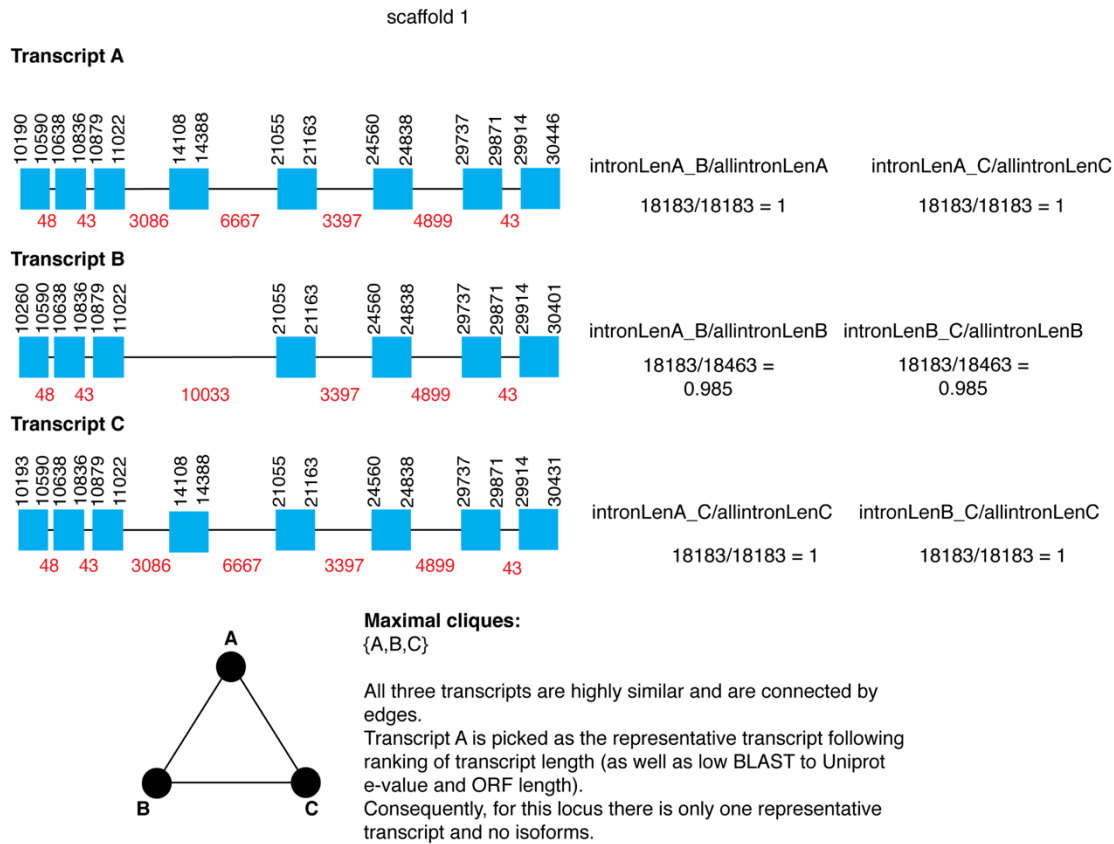 scaffold 1
Transcript A
10190 10590 10638 10836 10879 11022 14108 14388 21055 21163 24560 24838 29737 29871 29914 30446
intronLenA_B/allintronLenA
18183/18183 = 1
intronLenA_C/allintronLenC
18183/18183 = 1
48 43 3086 6667 3397 4899 43
Transcript B
10260 10590 10638 10836 10879 11022 21055 21163 24560 24838 29737 29871 29914 30401
intronLenA_B/allintronLenB
18183/18463 =
0.985
intronLenB_C/allintronLenB
18183/18463 =
0.985
48 43 10033 3397 4899 43
Transcript C
10193 10590 10638 10836 10879 11022 14108 14388 21055 21163 24560 24838 29737 29871 29914 30431
intronLenA_C/allintronLenC
18183/18183 = 1
intronLenB_C/allintronLenC
18183/18183 = 1
48 43 3086 6667 3397 4899 43
A
B
C
Maximal cliques:
{A,B,C}
All three transcripts are highly similar and are connected by
edges.
Transcript A is picked as the representative transcript following
ranking of transcript length (as well as low BLAST to Uniprot
e-value and ORF length).
Consequently, for this locus there is only one representative
transcript and no isoforms.